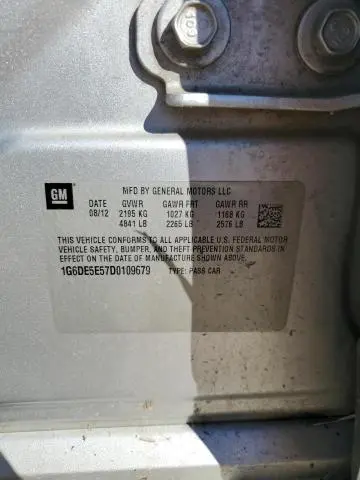 GM
MFD BY GENERAL MOTORS LLC
DATE GVWR GAWR FRT GAWR RR
08/12 2195 KG 1027 KG 1168 KG
4841 LB 2265 LB 2576 LB
THIS VEHICLE CONFORMS TO ALL APPLICABLE U.S. FEDERAL MOTOR
VEHICLE SAFETY, BUMPER, AND THEFT PREVENTION STANDARDS IN
EFFECT ON THE DATE OF MANUFACTURE SHOWN ABOVE.
1G6DE5E57D0109679 TYPE: PASS CAR